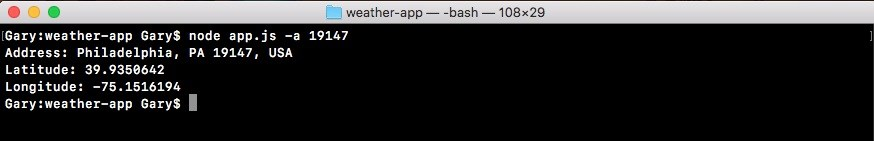 weather-app — -bash — 108×29
[Gary:weather-app Gary$ node app.js -a 19147 ]
Address: Philadelphia, PA 19147, USA
Latitude: 39.9350642
Longitude: -75.1516194
Gary:weather-app Gary$